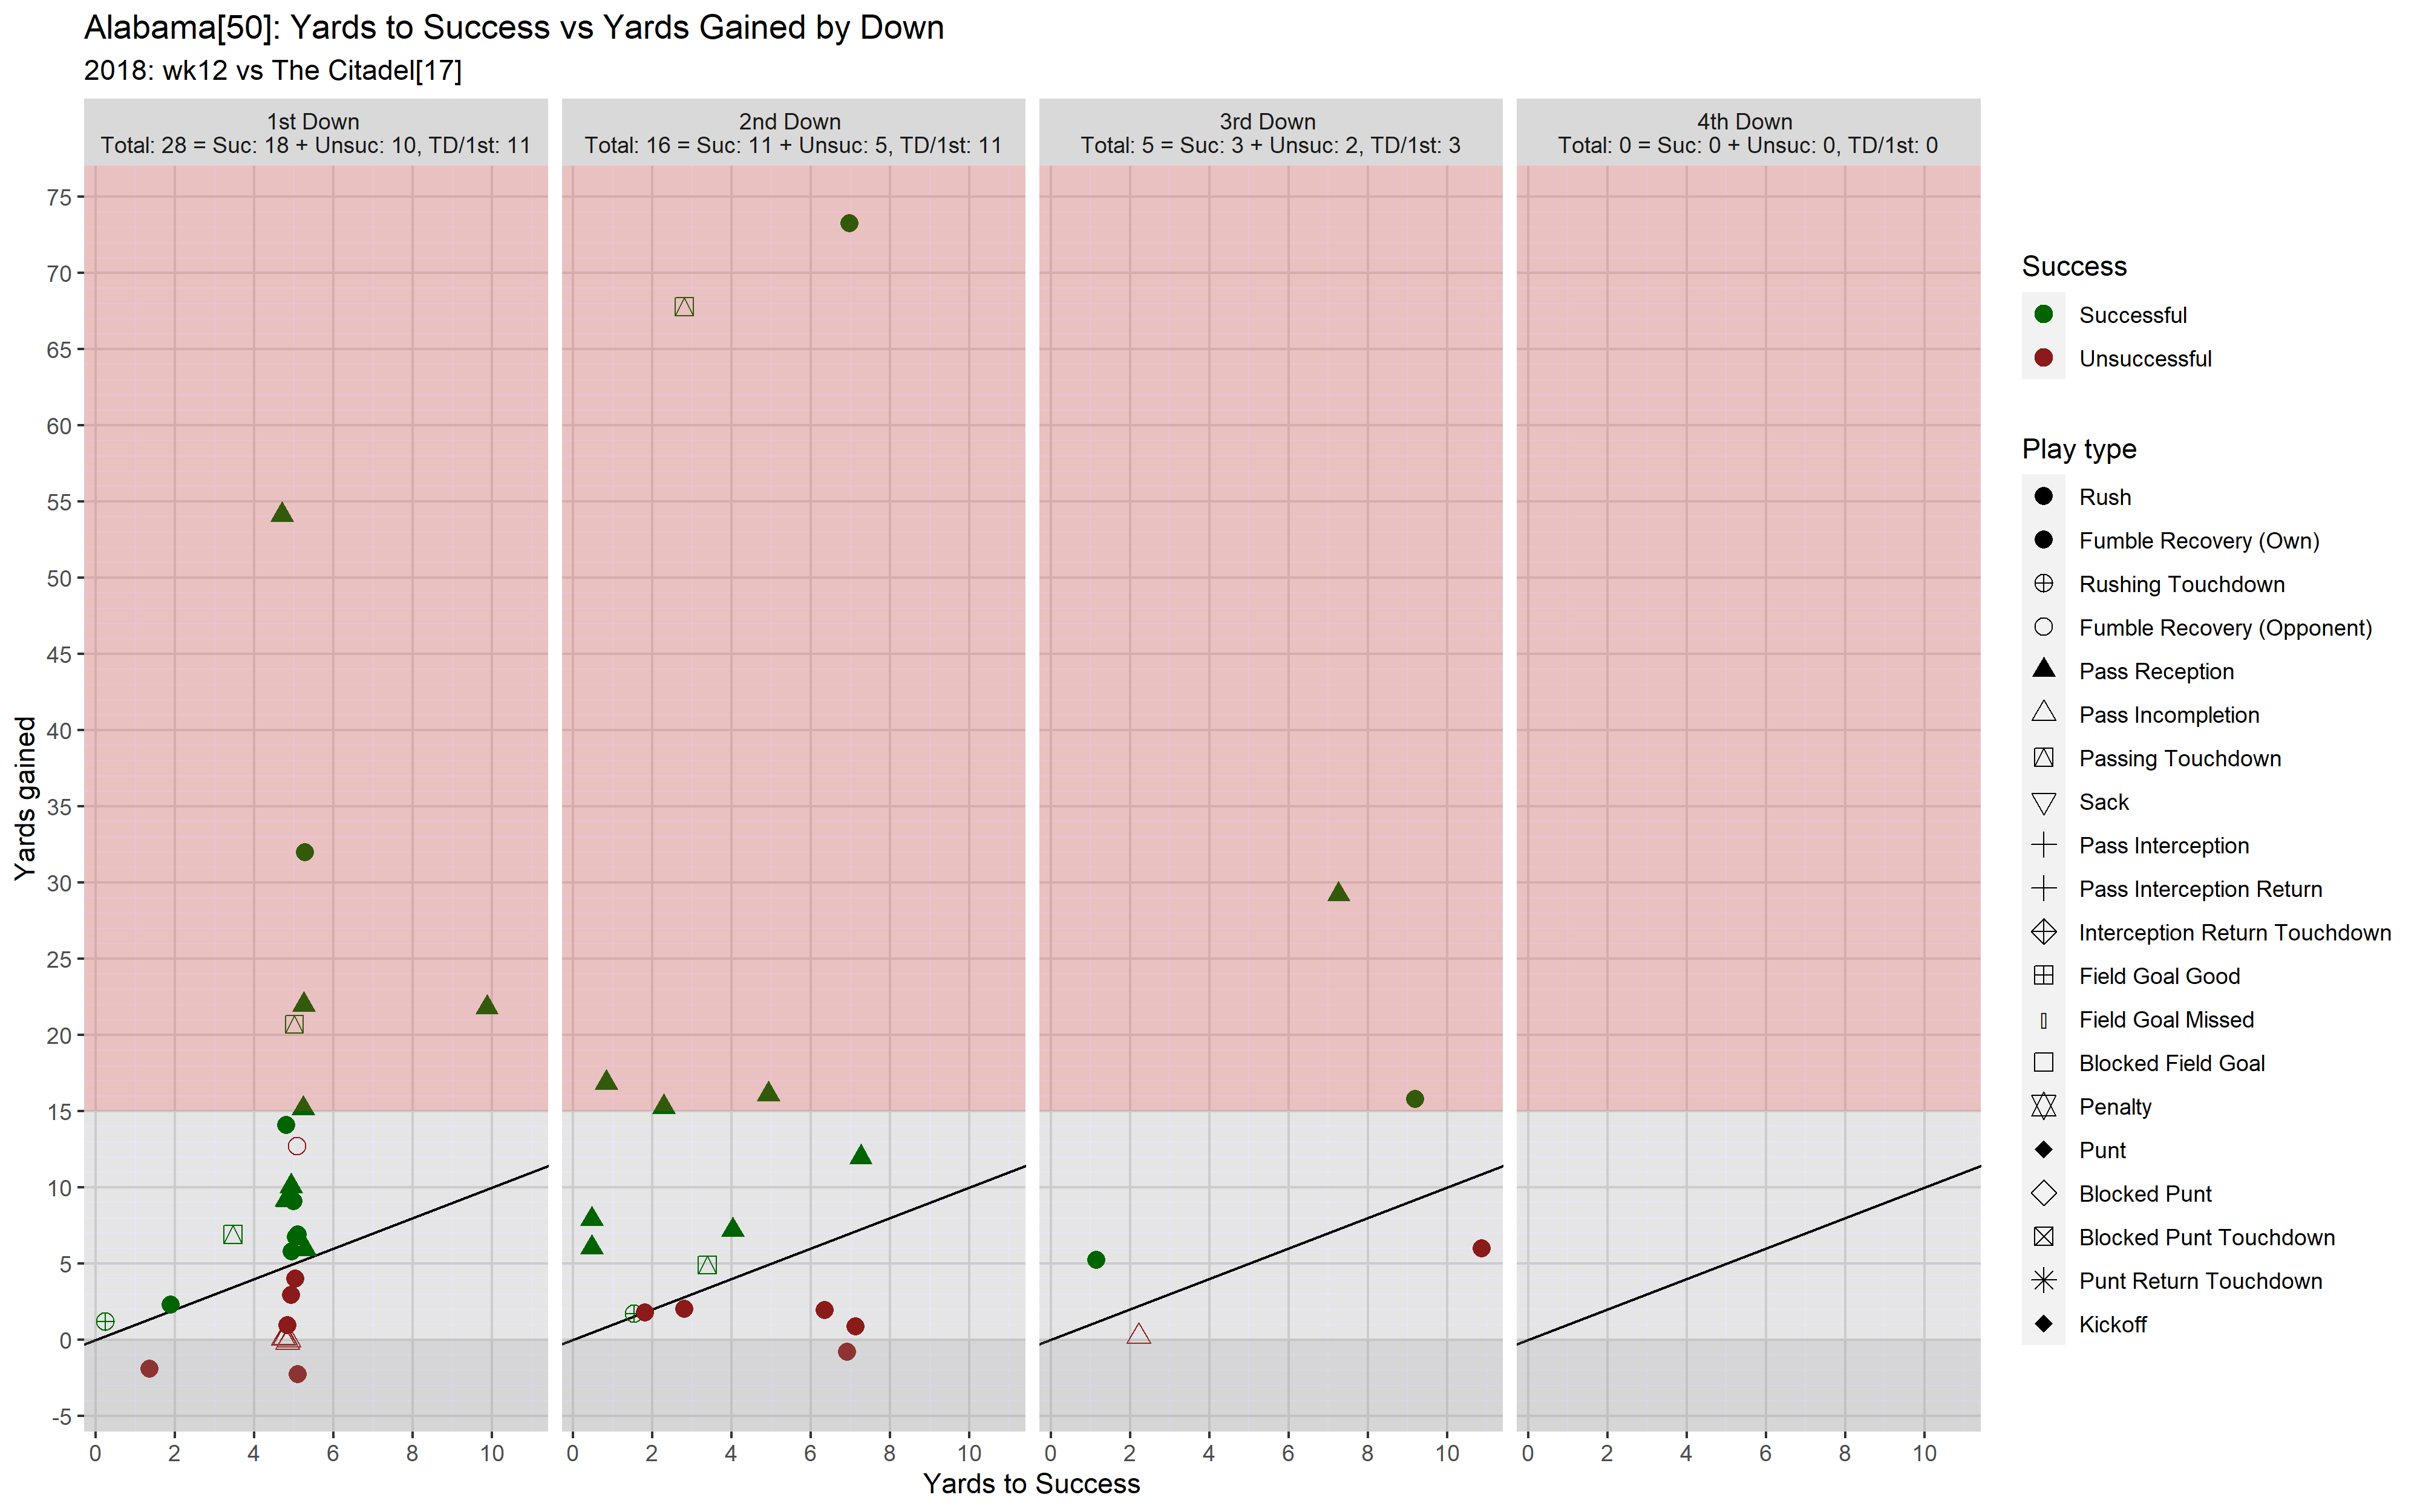 Alabama[50]: Yards to Success vs Yards Gained by Down
2018: wk12 vs The Citadel[17]
1st Down
Total: 28 = Suc: 18 + Unsuc: 10, TD/1st: 11
2nd Down
Total: 16 = Suc: 11 + Unsuc: 5, TD/1st: 11
3rd Down
Total: 5 = Suc: 3 + Unsuc: 2, TD/1st: 3
4th Down
Total: 0 = Suc: 0 + Unsuc: 0, TD/1st: 0
Yards gained
75
70
65
60
55
50
45
40
35
30
25
20
15
10
5
0
-5
0 2 4 6 8 10
0 2 4 6 8 10
0 2 4 6 8 10
0 2 4 6 8 10
Yards to Success
Success
Successful
Unsuccessful
Play type
Rush
Fumble Recovery (Own)
Rushing Touchdown
Fumble Recovery (Opponent)
Pass Reception
Pass Incompletion
Passing Touchdown
Sack
Pass Interception
Pass Interception Return
Interception Return Touchdown
Field Goal Good
Field Goal Missed
Blocked Field Goal
Penalty
Punt
Blocked Punt
Blocked Punt Touchdown
Punt Return Touchdown
Kickoff